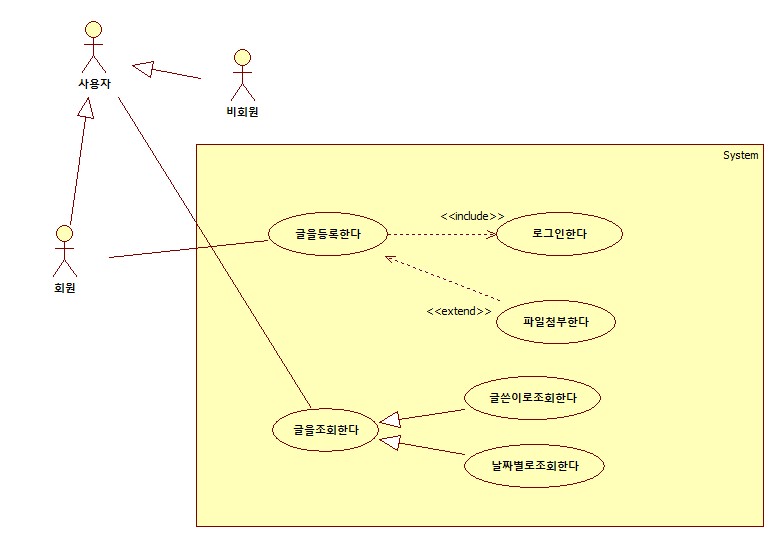 사용자
비회원
System
<<include>>
글을등록한다
로그인한다
회원
<<extend>>
파일첨부한다
글쓴이로조회한다
글을조회한다
날짜별로조회한다